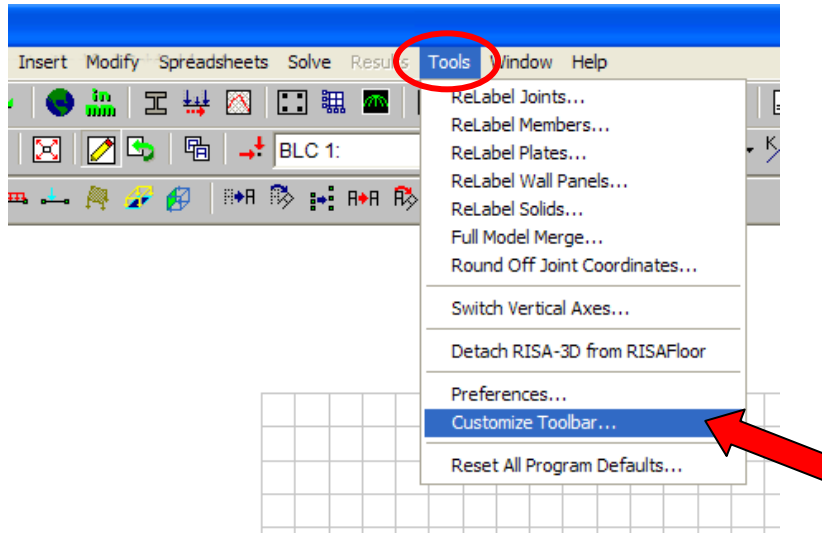 Insert Modify Spreadsheets Solve Results Tools Window Help
in
BLC 1:
K
ReLabel Joints...
ReLabel Members...
ReLabel Plates...
ReLabel Wall Panels...
ReLabel Solids...
Full Model Merge...
Round Off Joint Coordinates...
Switch Vertical Axes...
Detach RISA-3D from RISAFloor
Preferences...
Customize Toolbar...
Reset All Program Defaults...